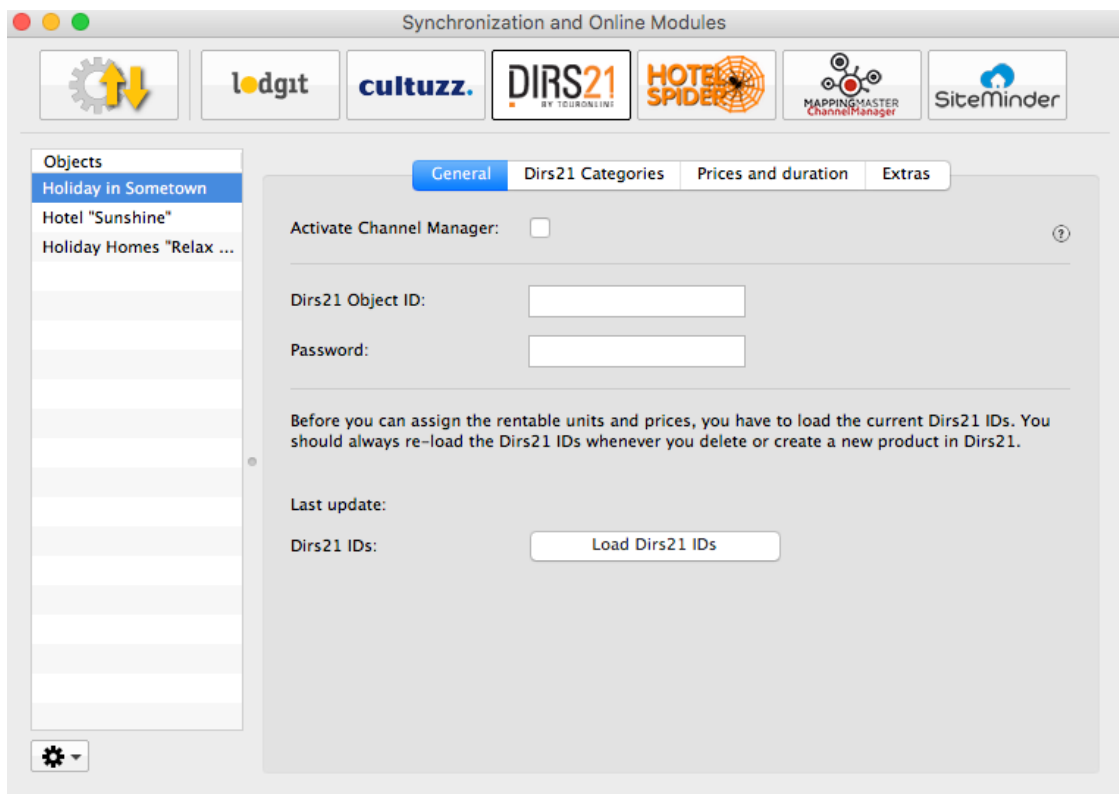 Synchronization and Online Modules
lodgit
cultuzz.
DIRS21
BY TOURONLINE
HOTEL
SPIDER
MAPPINGMASTER
ChannelManager
SiteMinder
Objects
Holiday in Sometown
Hotel "Sunshine"
Holiday Homes "Relax ...
General
Dirs21 Categories
Prices and duration
Extras
Activate Channel Manager:
?
Dirs21 Object ID:
Password:
Before you can assign the rentable units and prices, you have to load the current Dirs21 IDs. You
should always re-load the Dirs21 IDs whenever you delete or create a new product in Dirs21.
Last update:
Dirs21 IDs:
Load Dirs21 IDs